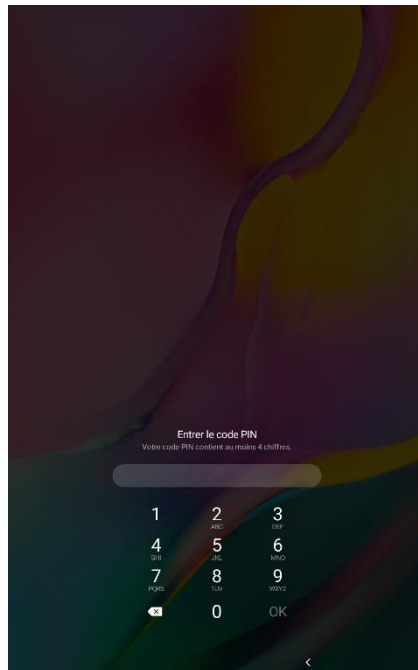 Entrer le code PIN
Votre code PIN contient au moins 4 chiffres.
1 2 3
ABC DEF
4 5 6
GHI JKL MNO
7 8 9
PQRS TUV WXYZ
0 OK